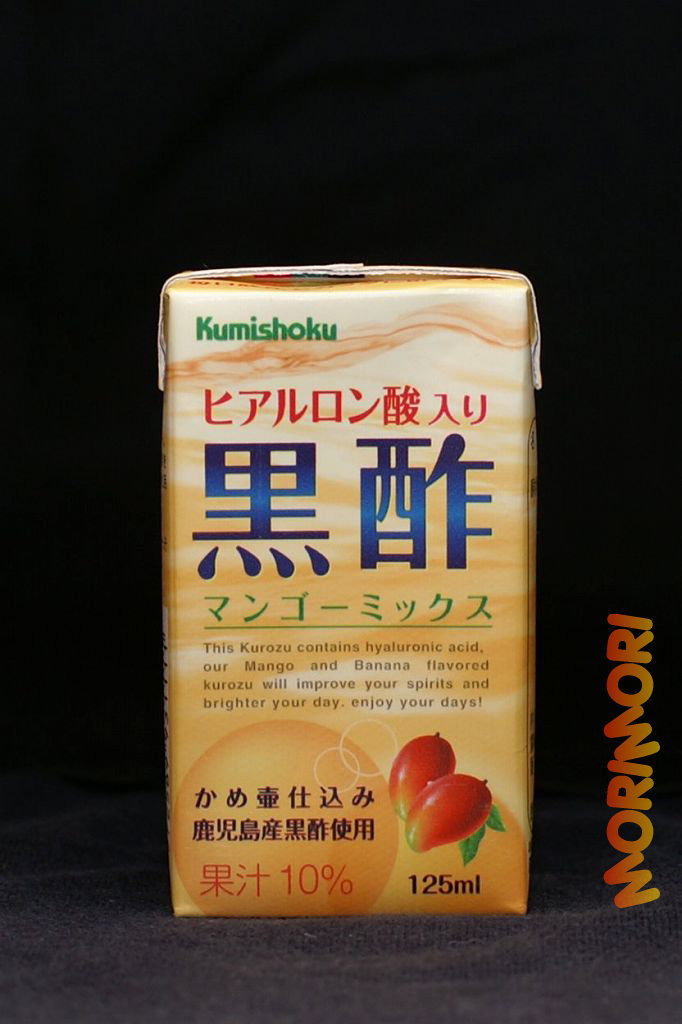 Kumishoku
ヒアルロン酸入り
黒酢
マンゴーミックス
This Kurozu contains hyaluronic acid,
our Mango and Banana flavored
kurozu will improve your spirits and
brighter your day. enjoy your days!
かめ壷仕込み
鹿児島産黒酢使用
果汁10%
125ml
MORIMORI